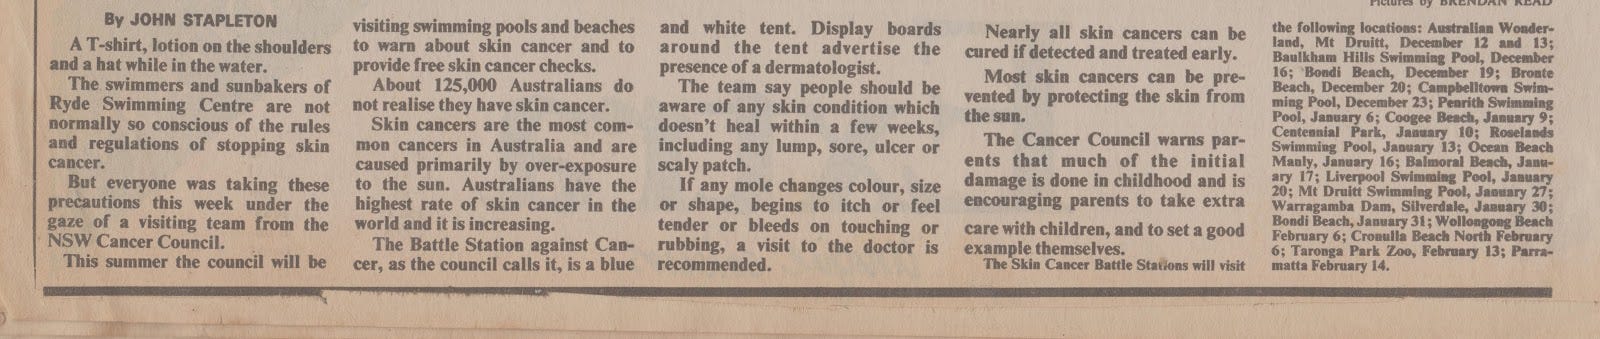 Pictures by BRENDAN READ
By JOHN STAPLETON
A T-shirt, lotion on the shoulders
and a hat while in the water.
The swimmers and sunbakers of
Ryde Swimming Centre are not
normally so conscious of the rules
and regulations of stopping skin
cancer.
But everyone was taking these
precautions this week under the
gaze of a visiting team from the
NSW Cancer Council.
This summer the council will be
visiting swimming pools and beaches
to warn about skin cancer and to
provide free skin cancer checks.
About 125,000 Australians do
not realise they have skin cancer.
Skin cancers are the most com-
mon cancers in Australia and are
caused primarily by over-exposure
to the sun. Australians have the
highest rate of skin cancer in the
world and it is increasing.
The Battle Station against Can-
cer, as the council calls it, is a blue
and white tent. Display boards
around the tent advertise the
presence of a dermatologist.
The team say people should be
aware of any skin condition which
doesn't heal within a few weeks,
including any lump, sore, ulcer or
scaly patch.
If any mole changes colour, size
or shape, begins to itch or feel
tender or bleeds on touching or
rubbing, a visit to the doctor is
recommended.
Nearly all skin cancers can be
cured if detected and treated early.
Most skin cancers can be pre-
vented by protecting the skin from
the sun.
The Cancer Council warns par-
ents that much of the initial
damage is done in childhood and is
encouraging parents to take extra
care with children, and to set a good
example themselves.
The Skin Cancer Battle Stations will visit
the following locations: Australian Wonder-
land, Mt Druitt, December 12 and 13;
Baulkham Hills Swimming Pool, December
16; Bondi Beach, December 19; Bronte
Beach, December 20; Campbelltown Swim-
ming Pool, December 23; Penrith Swimming
Pool, January 6; Coogee Beach, January 9;
Centennial Park, January 10; Roselands
Swimming Pool, January 13; Ocean Beach
Manly, January 16; Balmoral Beach, Janu-
ary 17; Liverpool Swimming Pool, January
20; Mt Druitt Swimming Pool, January 27;
Warragamba Dam, Silverdale, January 30;
Bondi Beach, January 31; Wollongong Beach
February 6; Cronulla Beach North February
6; Taronga Park Zoo, February 13; Parra-
matta February 14.